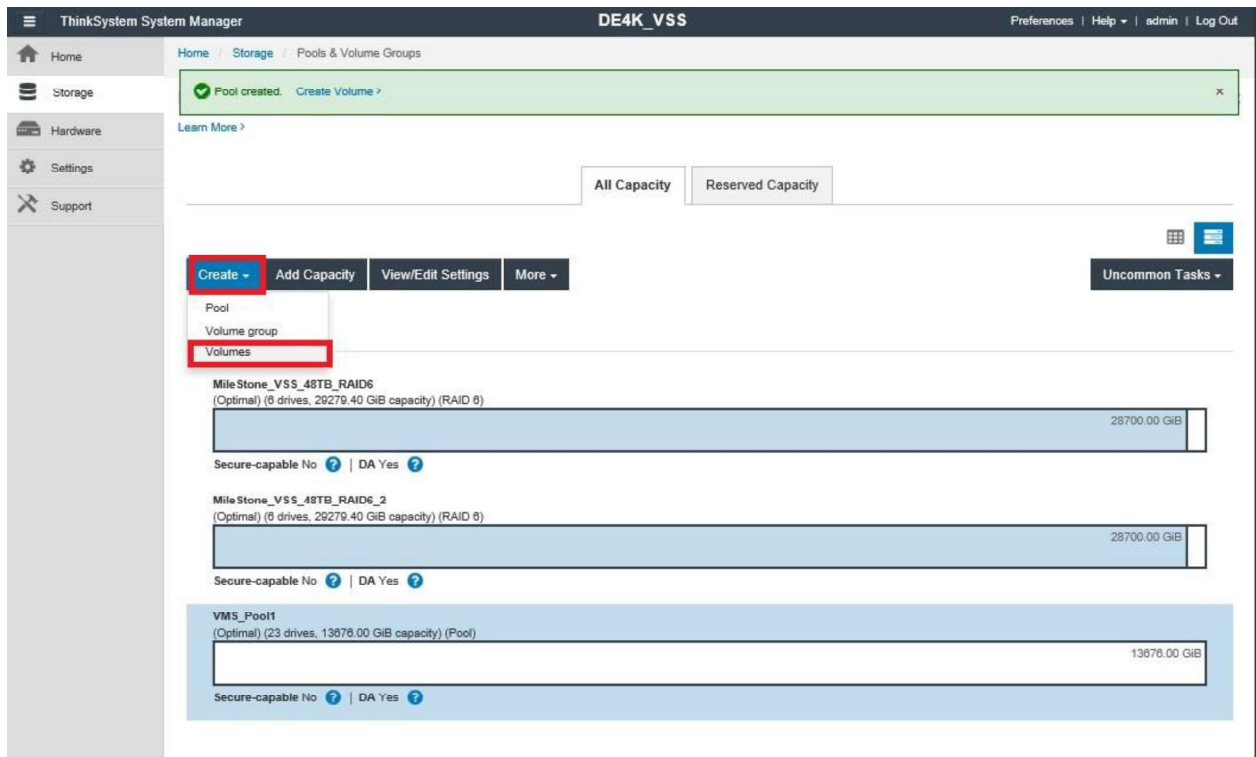 ThinkSystem System Manager
DE4K_VSS
Preferences | Help | admin | Log Out
Home
Storage
Hardware
Settings
Support
Home / Storage / Pools & Volume Groups
Pool created. Create Volume >
×
Learn More >
All Capacity
Reserved Capacity
Create
Add Capacity
View/Edit Settings
More
Uncommon Tasks
Pool
Volume group
Volumes
MileStone_VSS_48TB_RAID6
(Optimal) (6 drives, 29279.40 GiB capacity) (RAID 6)
28700.00 GiB
Secure-capable No ? | DA Yes ?
MileStone_VSS_48TB_RAID6_2
(Optimal) (6 drives, 29279.40 GiB capacity) (RAID 6)
28700.00 GiB
Secure-capable No ? | DA Yes ?
VMS_Pool1
(Optimal) (23 drives, 13676.00 GiB capacity) (Pool)
13676.00 GiB
Secure-capable No ? | DA Yes ?